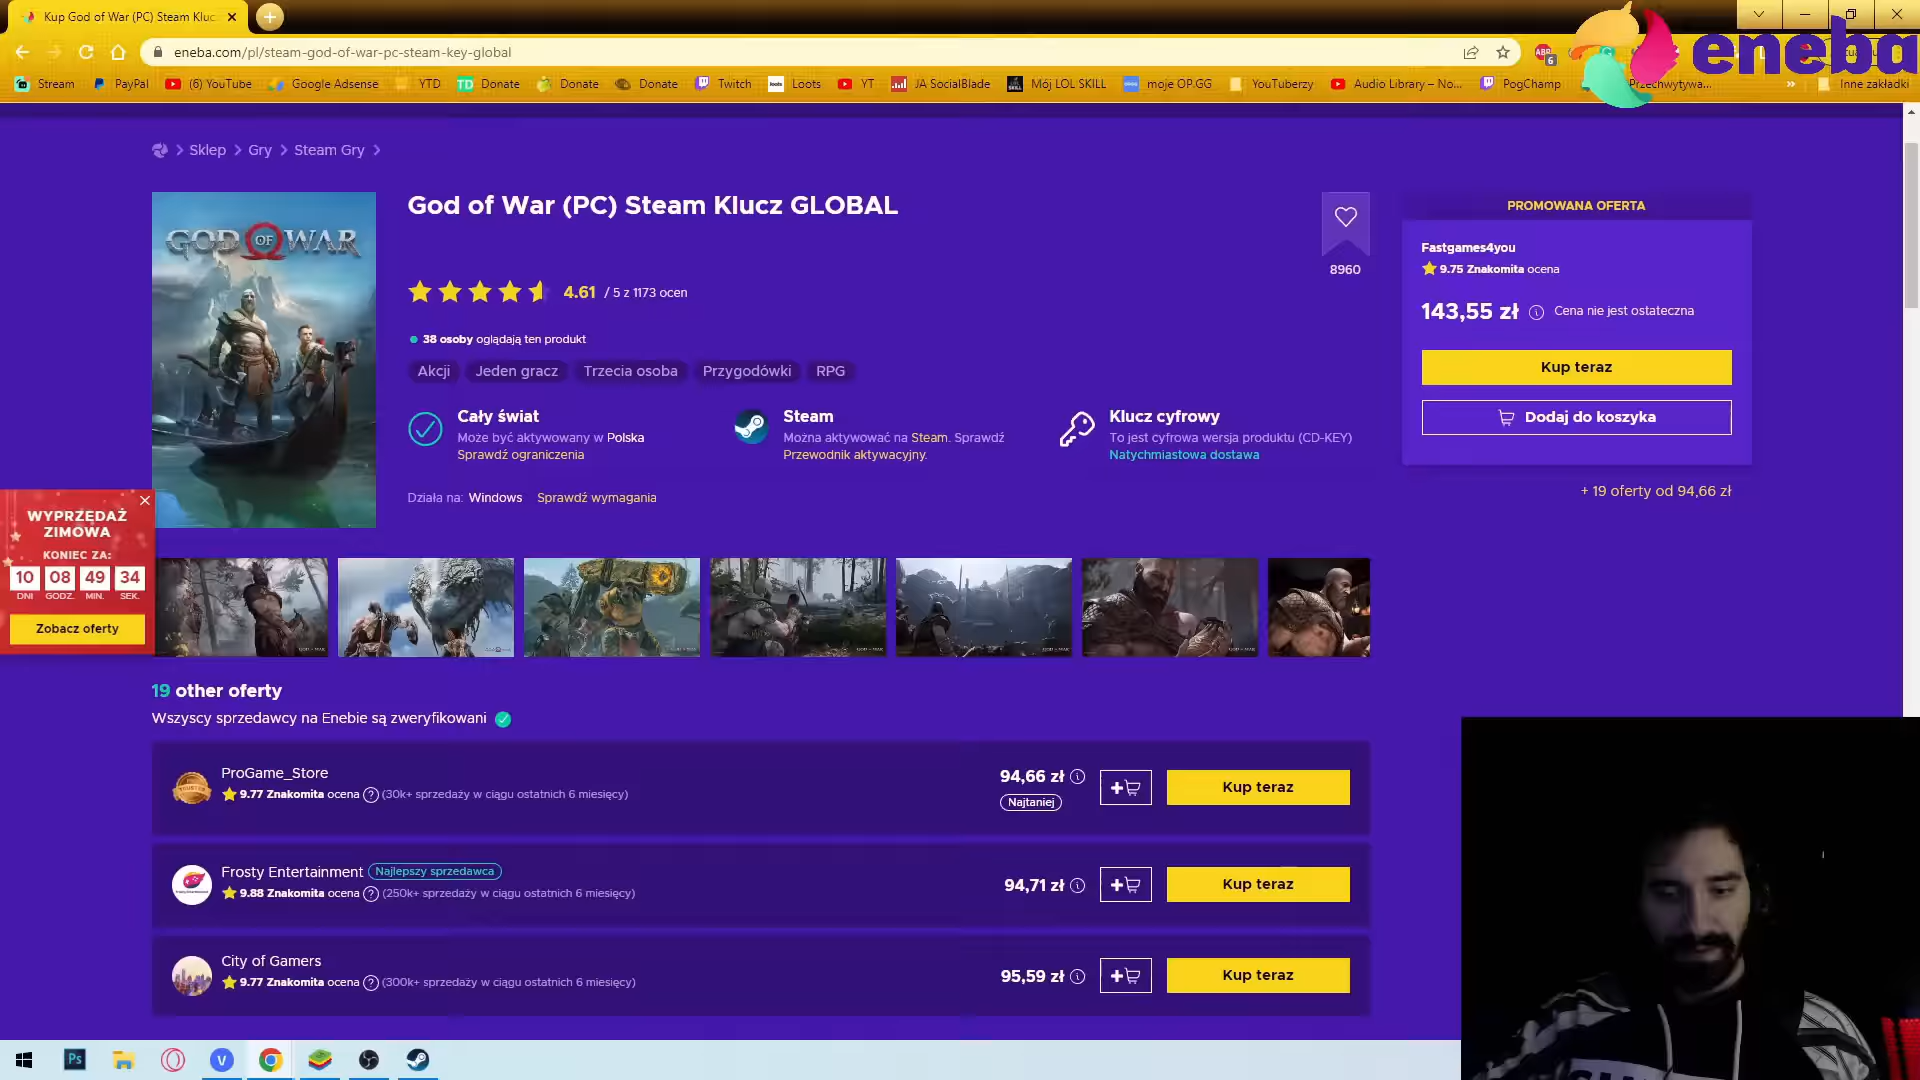 Kup God of War (PC) Steam Kluc
eneba.com/pl/steam-god-of-war-pc-steam-key-global
ABP
6
eneba
Stream
PayPal
(6) YouTube
Google Adsense
YTD
TD
Donate
Donate
Donate
Twitch
Loots
YT
JA SocialBlade
Mój LOL SKILL
moje OP.GG
YouTuberzy
Audio Library – No...
PogChamp
Przechwytywa...
»
Inne zakładki
Sklep
Gry
Steam Gry
GOD OF WAR
God of War (PC) Steam Klucz GLOBAL
8960
4.61 / 5 z 1173 ocen
38 osoby oglądają ten produkt
Akcji
Jeden gracz
Trzecia osoba
Przygodówki
RPG
Cały świat
Może być aktywowany w Polska
Sprawdź ograniczenia
Steam
Można aktywować na Steam. Sprawdź
Przewodnik aktywacyjny.
Klucz cyfrowy
To jest cyfrowa wersja produktu (CD-KEY)
Natychmiastowa dostawa
Działa na: Windows Sprawdź wymagania
PROMOWANA OFERTA
Fastgames4you
9.75 Znakomita ocena
143,55 zł
Cena nie jest ostateczna
Kup teraz
Dodaj do koszyka
+ 19 oferty od 94,66 zł
WYPRZEDAŻ
ZIMOWA
KONIEC ZA:
10 08 49 34
DNI GODZ. MIN. SEK.
Zobacz oferty
19 other oferty
Wszyscy sprzedawcy na Enebie są zweryfikowani
ProGame_Store
9.77 Znakomita ocena (30k+ sprzedaży w ciągu ostatnich 6 miesięcy)
94,66 zł
Najtaniej
Kup teraz
Frosty Entertainment Najlepszy sprzedawca
9.88 Znakomita ocena (250k+ sprzedaży w ciągu ostatnich 6 miesięcy)
94,71 zł
Kup teraz
City of Gamers
9.77 Znakomita ocena (300k+ sprzedaży w ciągu ostatnich 6 miesięcy)
95,59 zł
Kup teraz
Ps
V